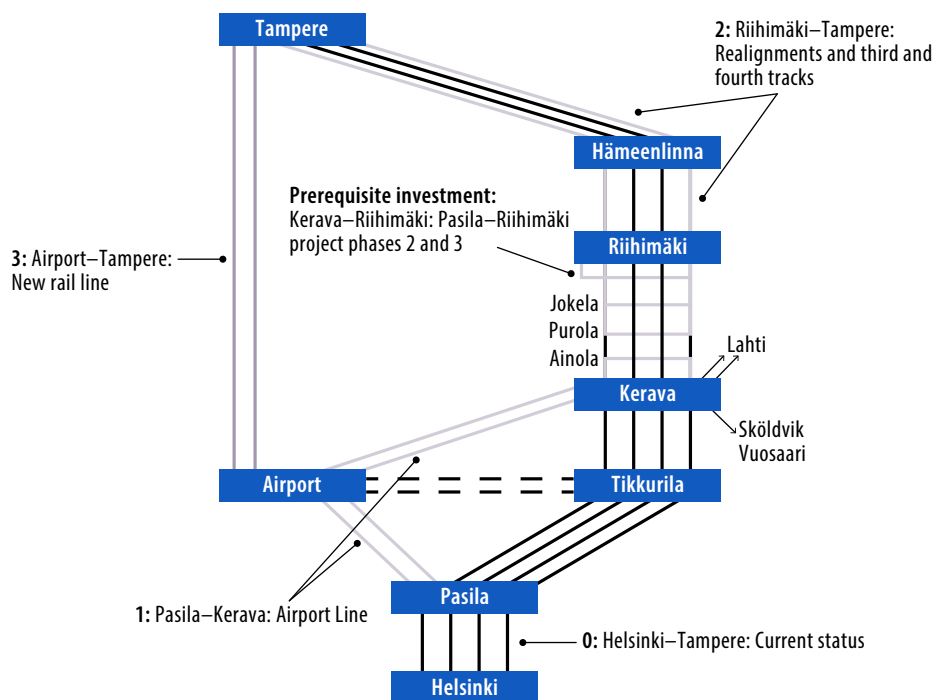 Tampere
2: Riihimäki–Tampere:
Realignments and third and
fourth tracks
Hämeenlinna
Prerequisite investment:
Kerava–Riihimäki: Pasila–Riihimäki
project phases 2 and 3
Riihimäki
3: Airport–Tampere:
New rail line
Jokela
Purola
Ainola
Lahti
Kerava
Sköldvik
Vuosaari
Airport
Tikkurila
Pasila
1: Pasila–Kerava: Airport Line
0: Helsinki–Tampere: Current status
Helsinki